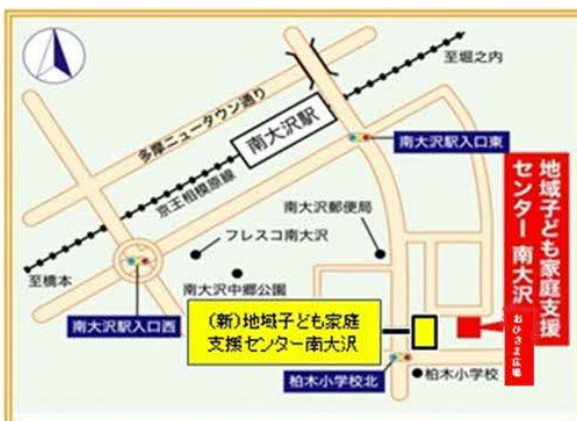 至堀之内
多摩ニュータウン通り
南大沢駅
京王相模原線
南大沢駅入口東
地域子ども家庭支援
センター 南大沢
おひさま広場
南大沢郵便局
フレスコ南大沢
至橋本
南大沢中郷公園
南大沢駅入口西
（新）地域子ども家庭
支援センター南大沢
柏木小学校北
柏木小学校